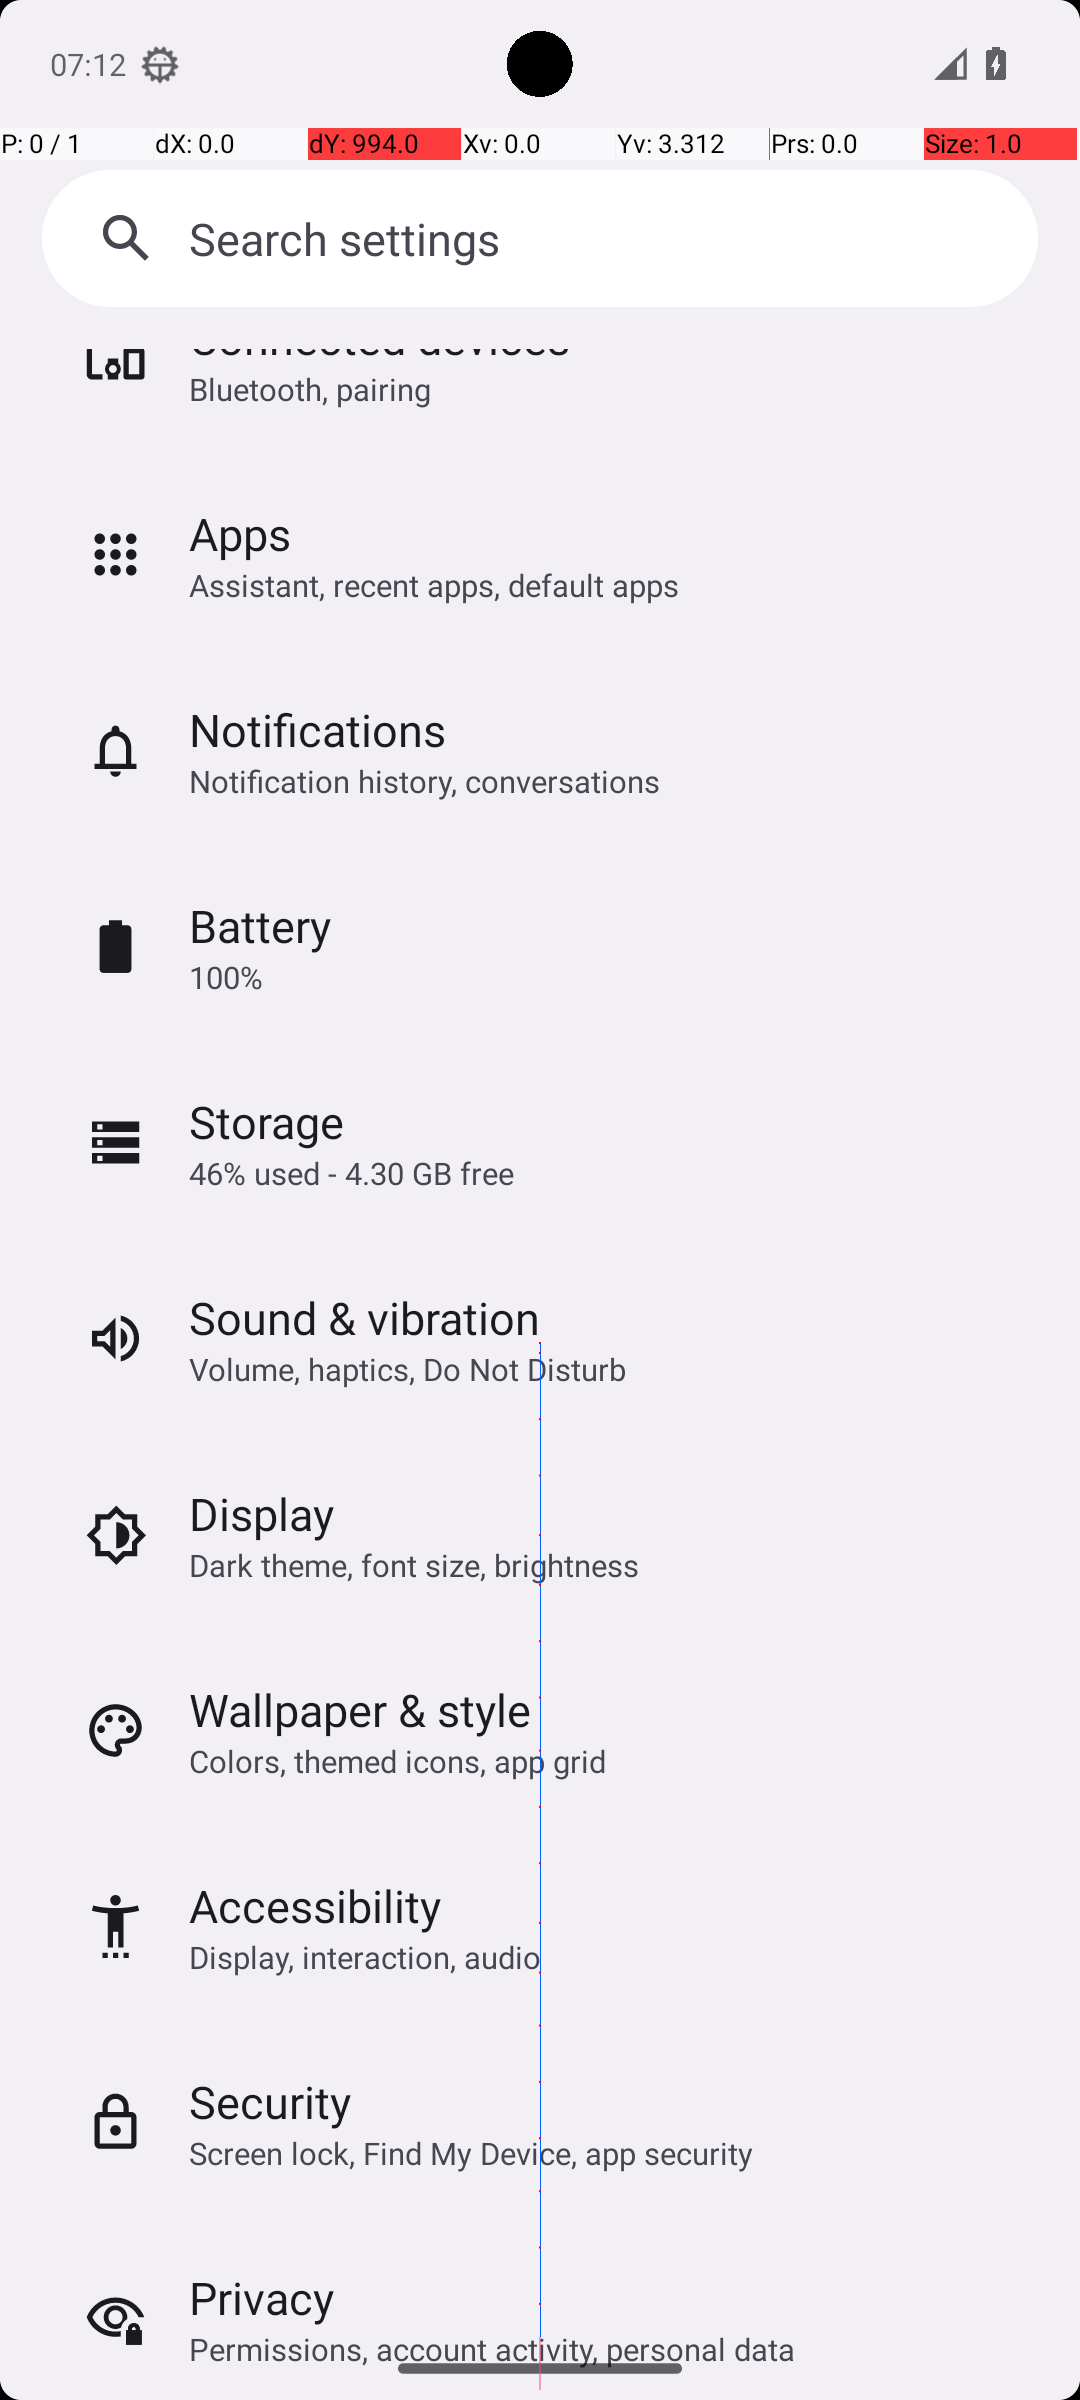 07:12
P: 0 / 1 dX: 0.0 dY: 994.0 Xv: 0.0 Yv: 3.312 Prs: 0.0 Size: 1.0
Search settings
Connected devices
Bluetooth, pairing
Apps
Assistant, recent apps, default apps
Notifications
Notification history, conversations
Battery
100%
Storage
46% used - 4.30 GB free
Sound & vibration
Volume, haptics, Do Not Disturb
Display
Dark theme, font size, brightness
Wallpaper & style
Colors, themed icons, app grid
Accessibility
Display, interaction, audio
Security
Screen lock, Find My Device, app security
Privacy
Permissions, account activity, personal data